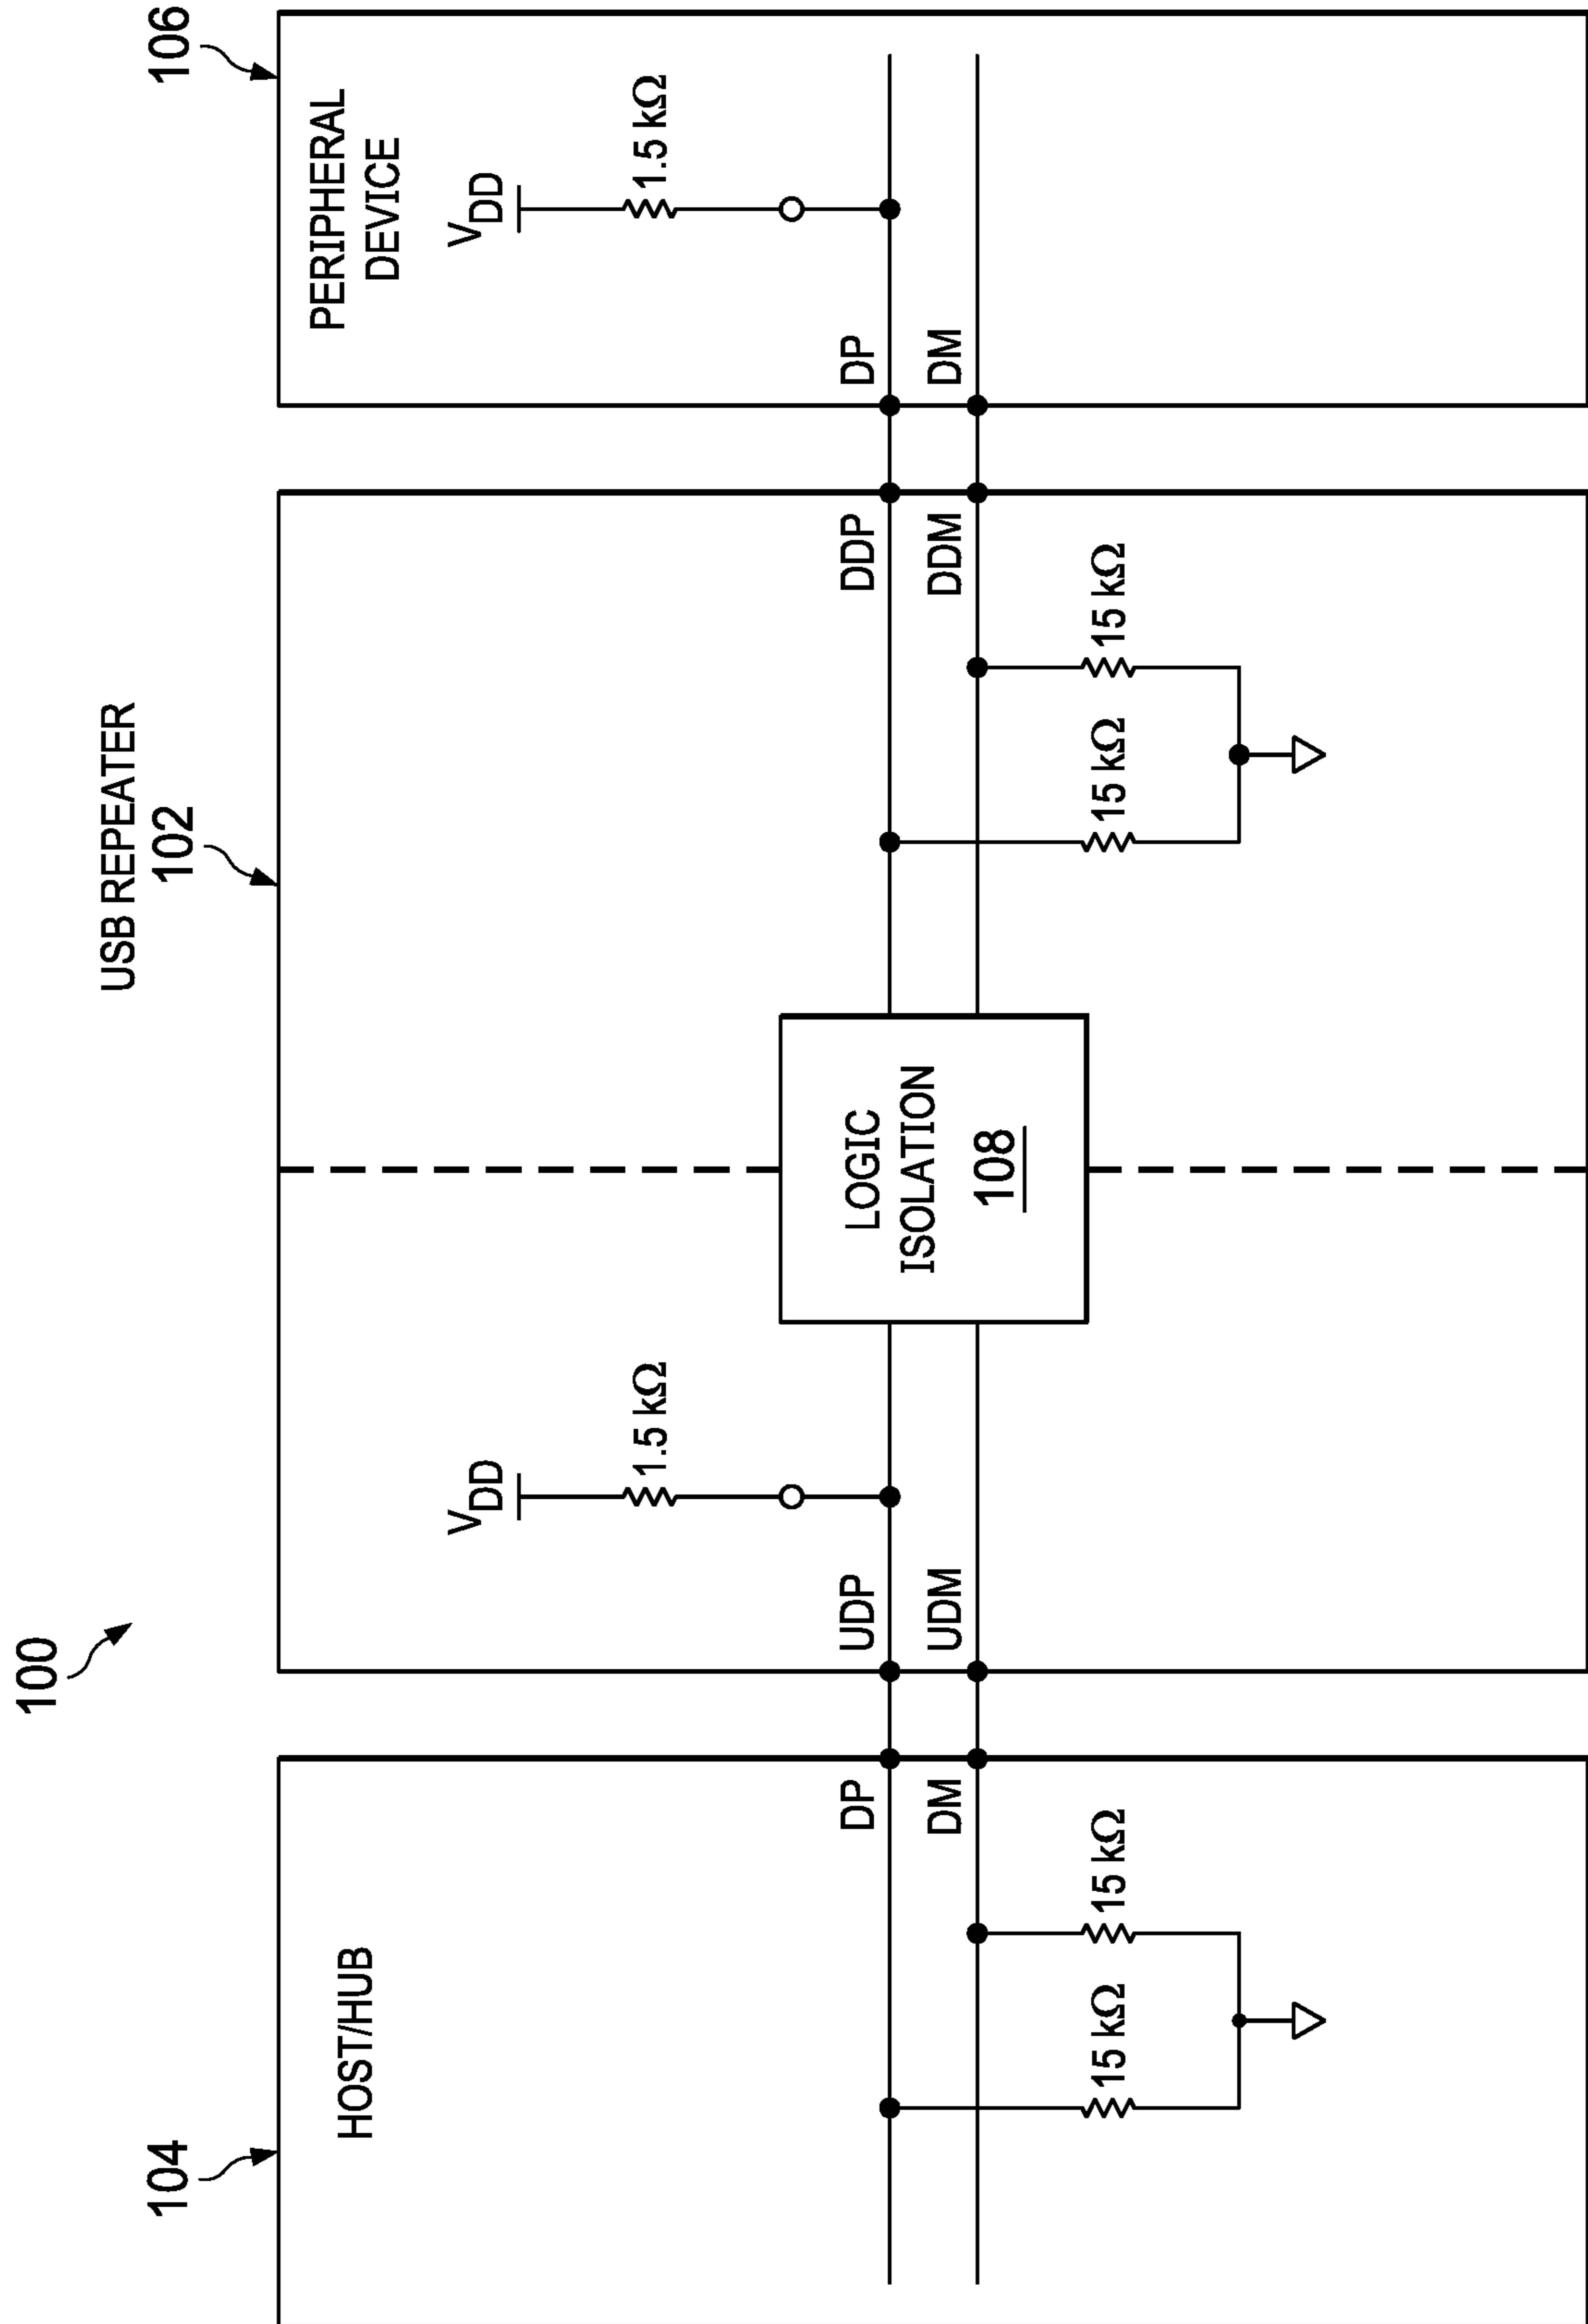 100
USB REPEATER
104
102
106
HOST/HUB
PERIPHERAL
DEVICE
VDD
VDD
1.5 kΩ
1.5 kΩ
DP
UDP
DDP
DP
DM
UDM
DDM
DM
LOGIC
ISOLATION
108
15 kΩ
15 kΩ
15 kΩ
15 kΩ